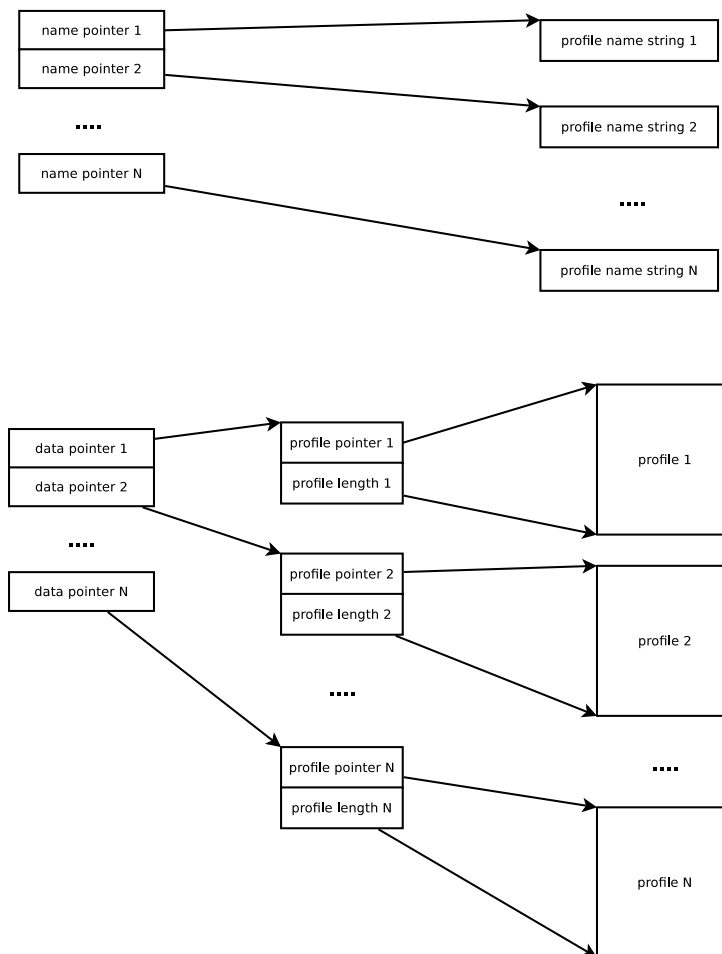 name pointer 1
profile name string 1
name pointer 2
profile name string 2
....
name pointer N
....
profile name string N
data pointer 1
profile pointer 1
profile 1
data pointer 2
profile length 1
....
profile pointer 2
data pointer N
profile length 2
profile 2
....
profile pointer N
....
profile length N
profile N